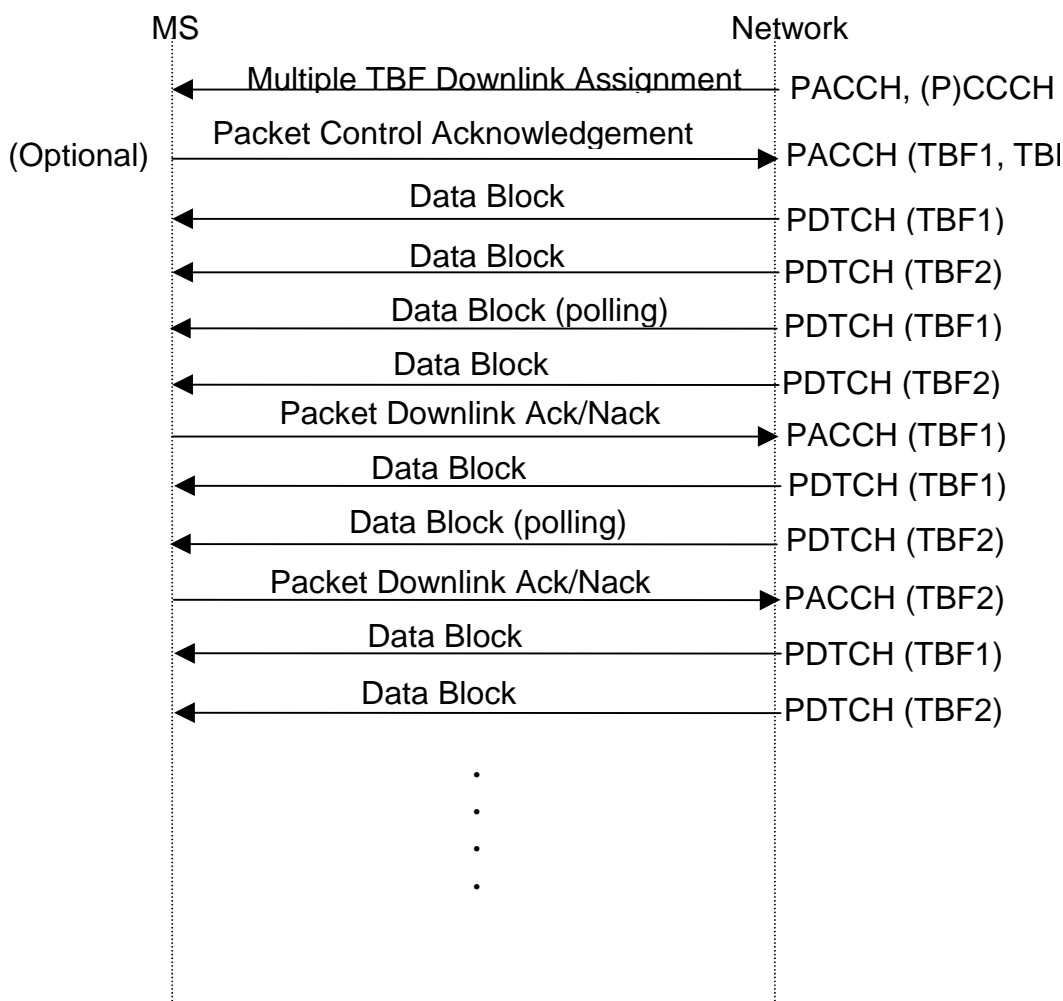 MS Network
Multiple TBF Downlink Assignment PACCH, (P)CCCH
(Optional) Packet Control Acknowledgement PACCH (TBF1,
Data Block PDTCH (TBF1)
Data Block PDTCH (TBF2)
Data Block (polling) PDTCH (TBF1)
Data Block PDTCH (TBF2)
Packet Downlink Ack/Nack PACCH (TBF1)
Data Block PDTCH (TBF1)
Data Block (polling) PDTCH (TBF2)
Packet Downlink Ack/Nack PACCH (TBF2)
Data Block PDTCH (TBF1)
Data Block PDTCH (TBF2)